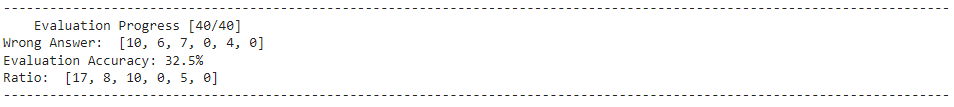 Evaluation Progress [40/40]
Wrong Answer:  [10, 6, 7, 0, 4, 0]
Evaluation Accuracy: 32.5%
Ratio:  [17, 8, 10, 0, 5, 0]